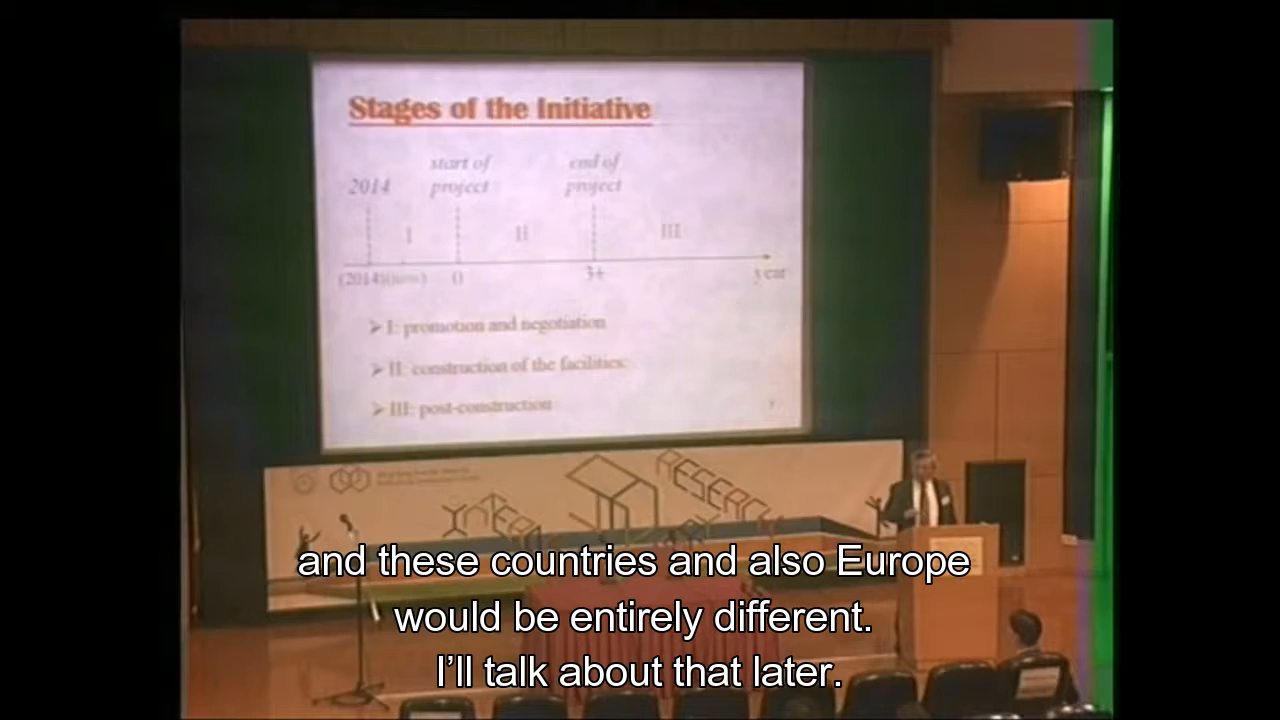 Stages of the Initiative
start of
end of
2014
project
project
I
II
III
(2014)(now)
0
3+
year
➢ I: promotion and negotiation
➢ II: construction of the facilities
➢ III: post-construction
and these countries and also Europe
would be entirely different.
I'll talk about that later.